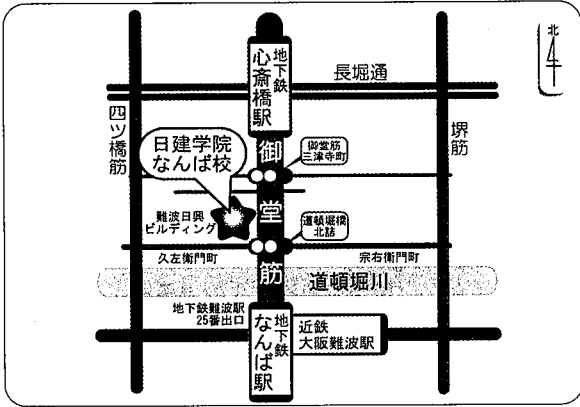 北
地下鉄
心斎橋駅
長堀通
四ツ橋筋
堺筋
日建学院
なんば校
御堂筋
御堂筋
三津寺町
難波日興
ビルディング
道頓堀橋
北詰
久左衛門町
宗右衛門町
道頓堀川
地下鉄難波駅
25番出口
地下鉄
なんば駅
近鉄
大阪難波駅